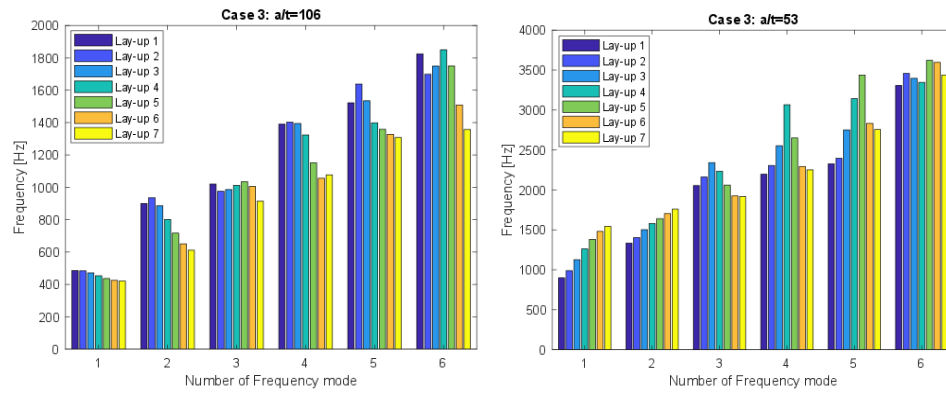 Case 3: a/t=106
2000
1800
1600
1400
1200
1000
800
600
400
200
0
Frequency [Hz]
Lay-up 1
Lay-up 2
Lay-up 3
Lay-up 4
Lay-up 5
Lay-up 6
Lay-up 7
1 2 3 4 5 6
Number of Frequency mode
Case 3: a/t=53
4000
3500
3000
2500
2000
1500
1000
500
0
Frequency [Hz]
Lay-up 1
Lay-up 2
Lay-up 3
Lay-up 4
Lay-up 5
Lay-up 6
Lay-up 7
1 2 3 4 5 6
Number of Frequency mode